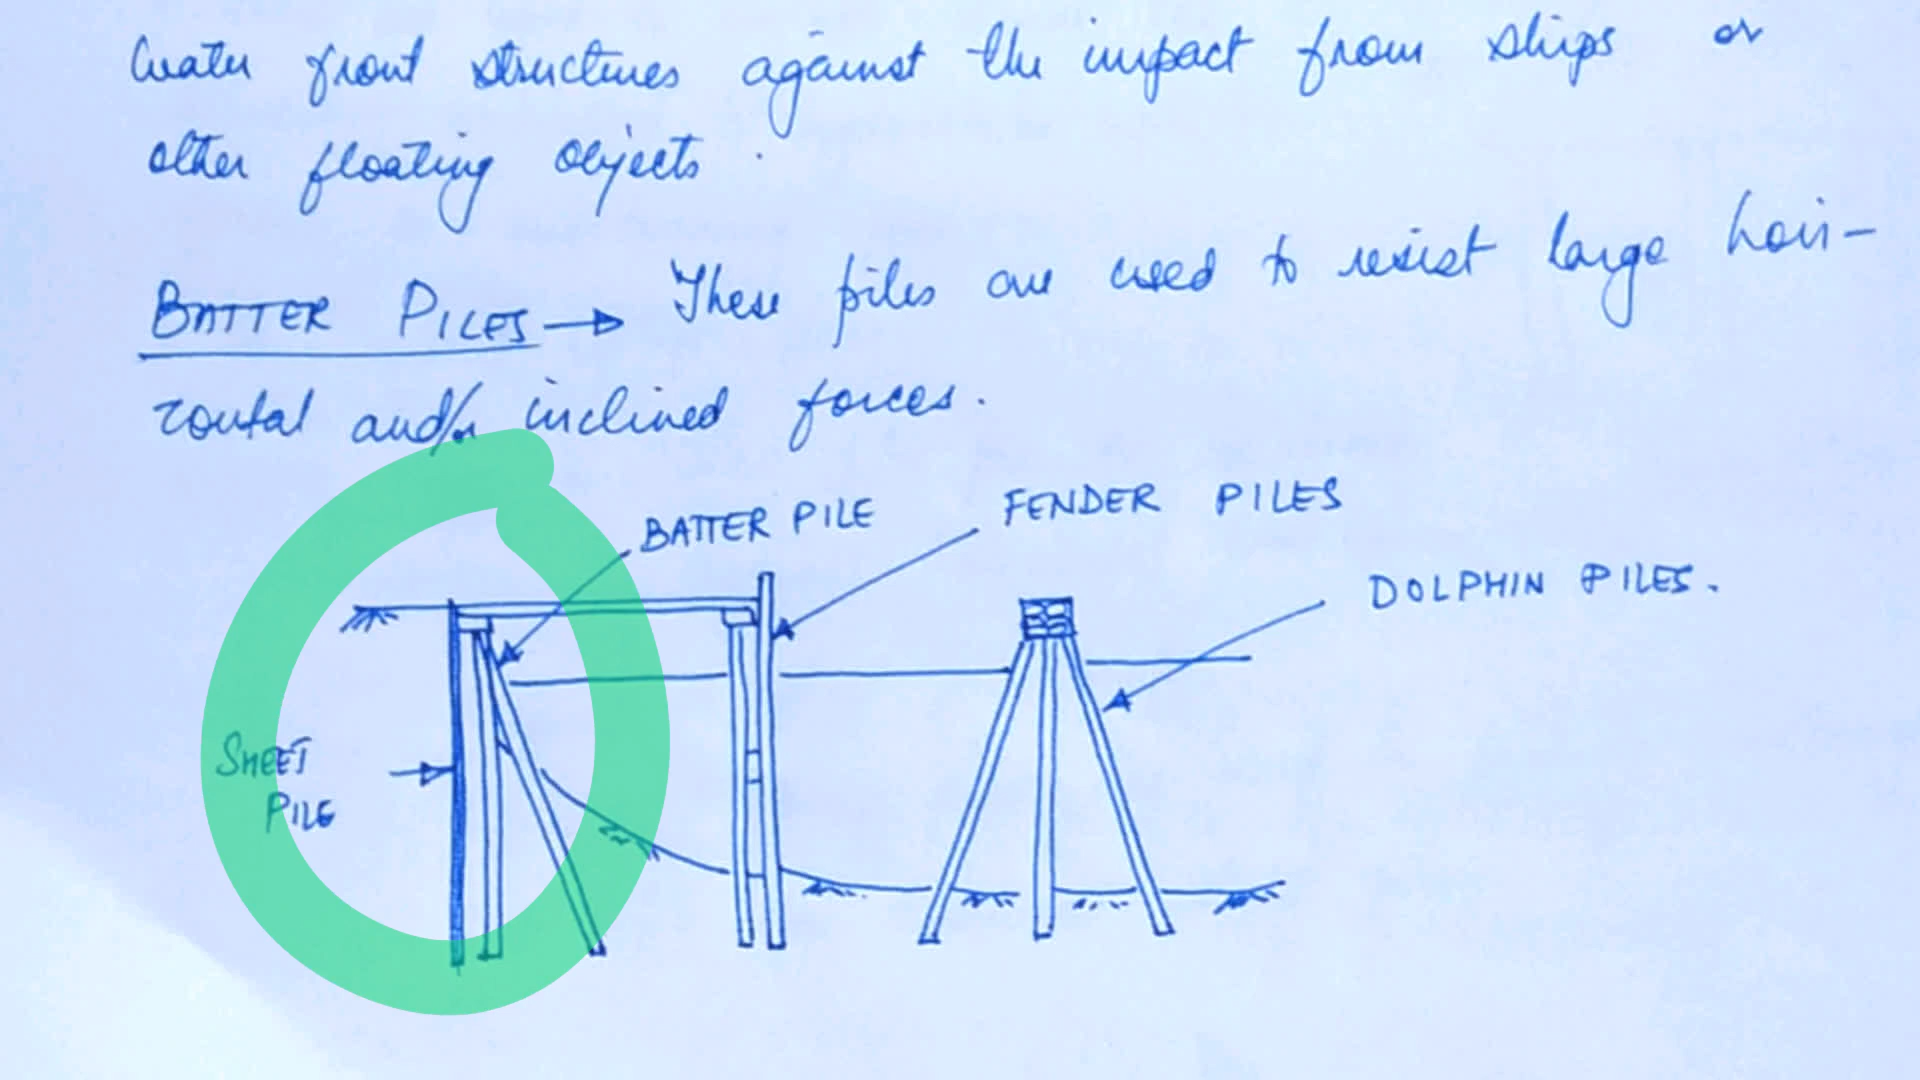 Water front structures against the impact from ships or
other floating objects.
BATTER PILES → These piles are used to resist large hori-
zontal and/or inclined forces.
BATTER PILE
FENDER PILES
DOLPHIN PILES.
SHEET
PILE